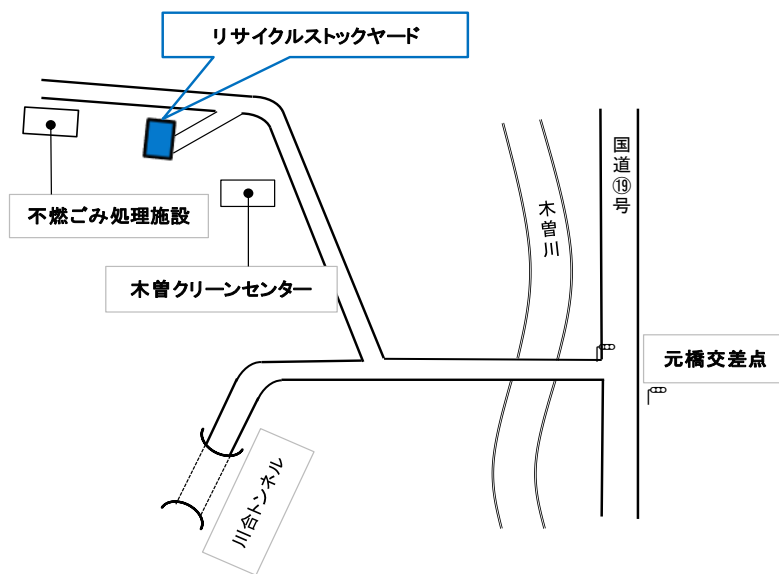 リサイクルストックヤード
国道⑲号
木曽川
不燃ごみ処理施設
木曽クリーンセンター
元橋交差点
川合トンネル